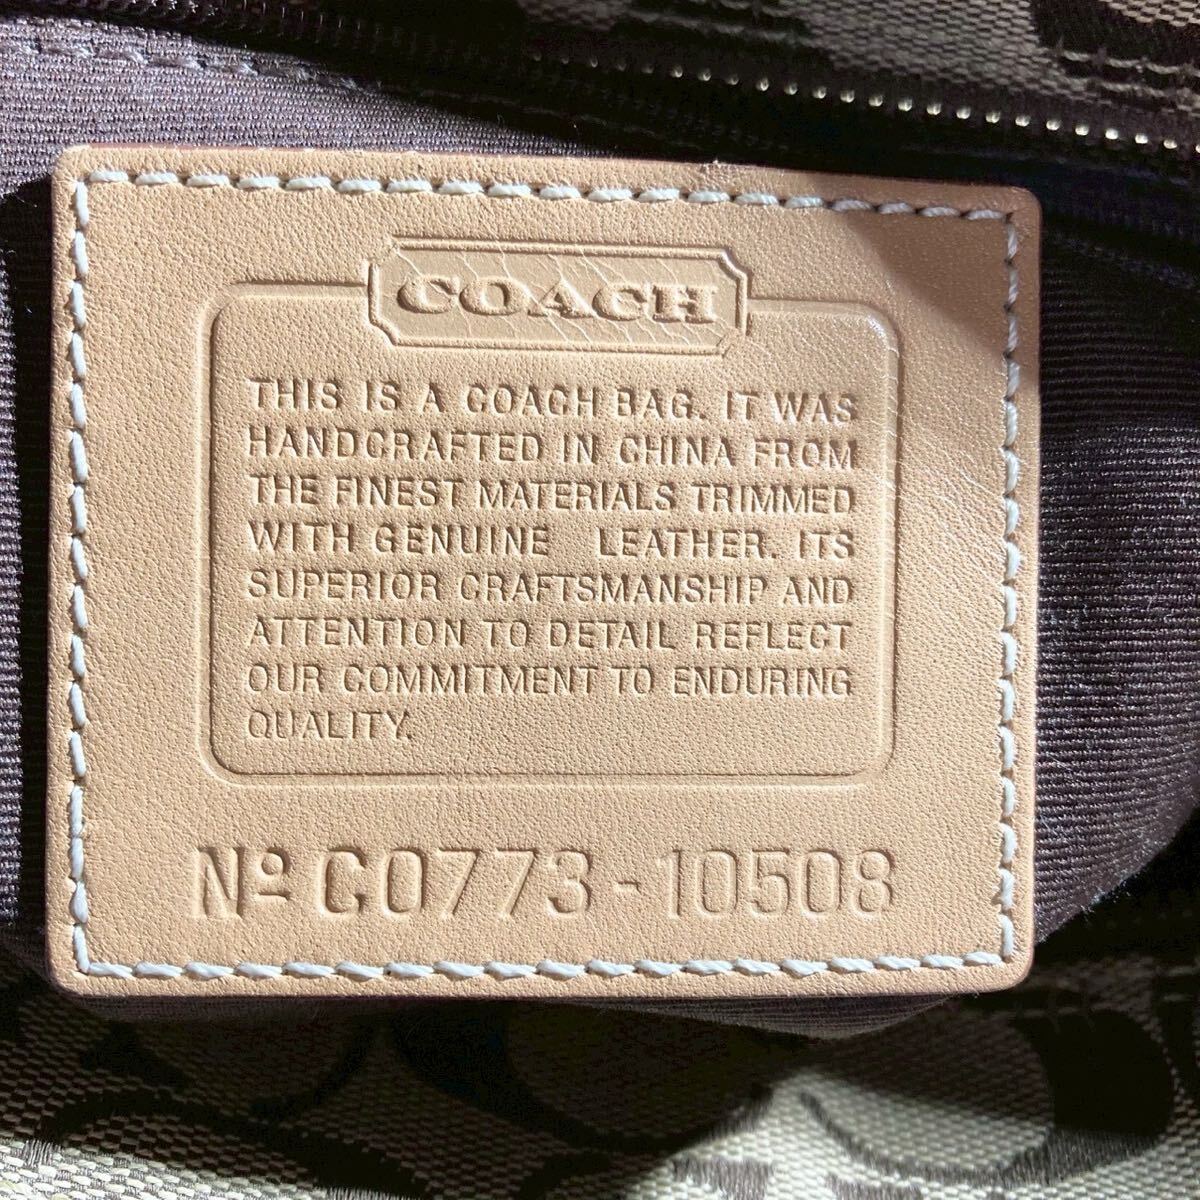 COACH
THIS IS A COACH BAG. IT WAS
HANDCRAFTED IN CHINA FROM
THE FINEST MATERIALS TRIMMED
WITH GENUINE LEATHER. ITS
SUPERIOR CRAFTSMANSHIP AND
ATTENTION TO DETAIL REFLECT
OUR COMMITMENT TO ENDURING
QUALITY.
Nº C0773-10508